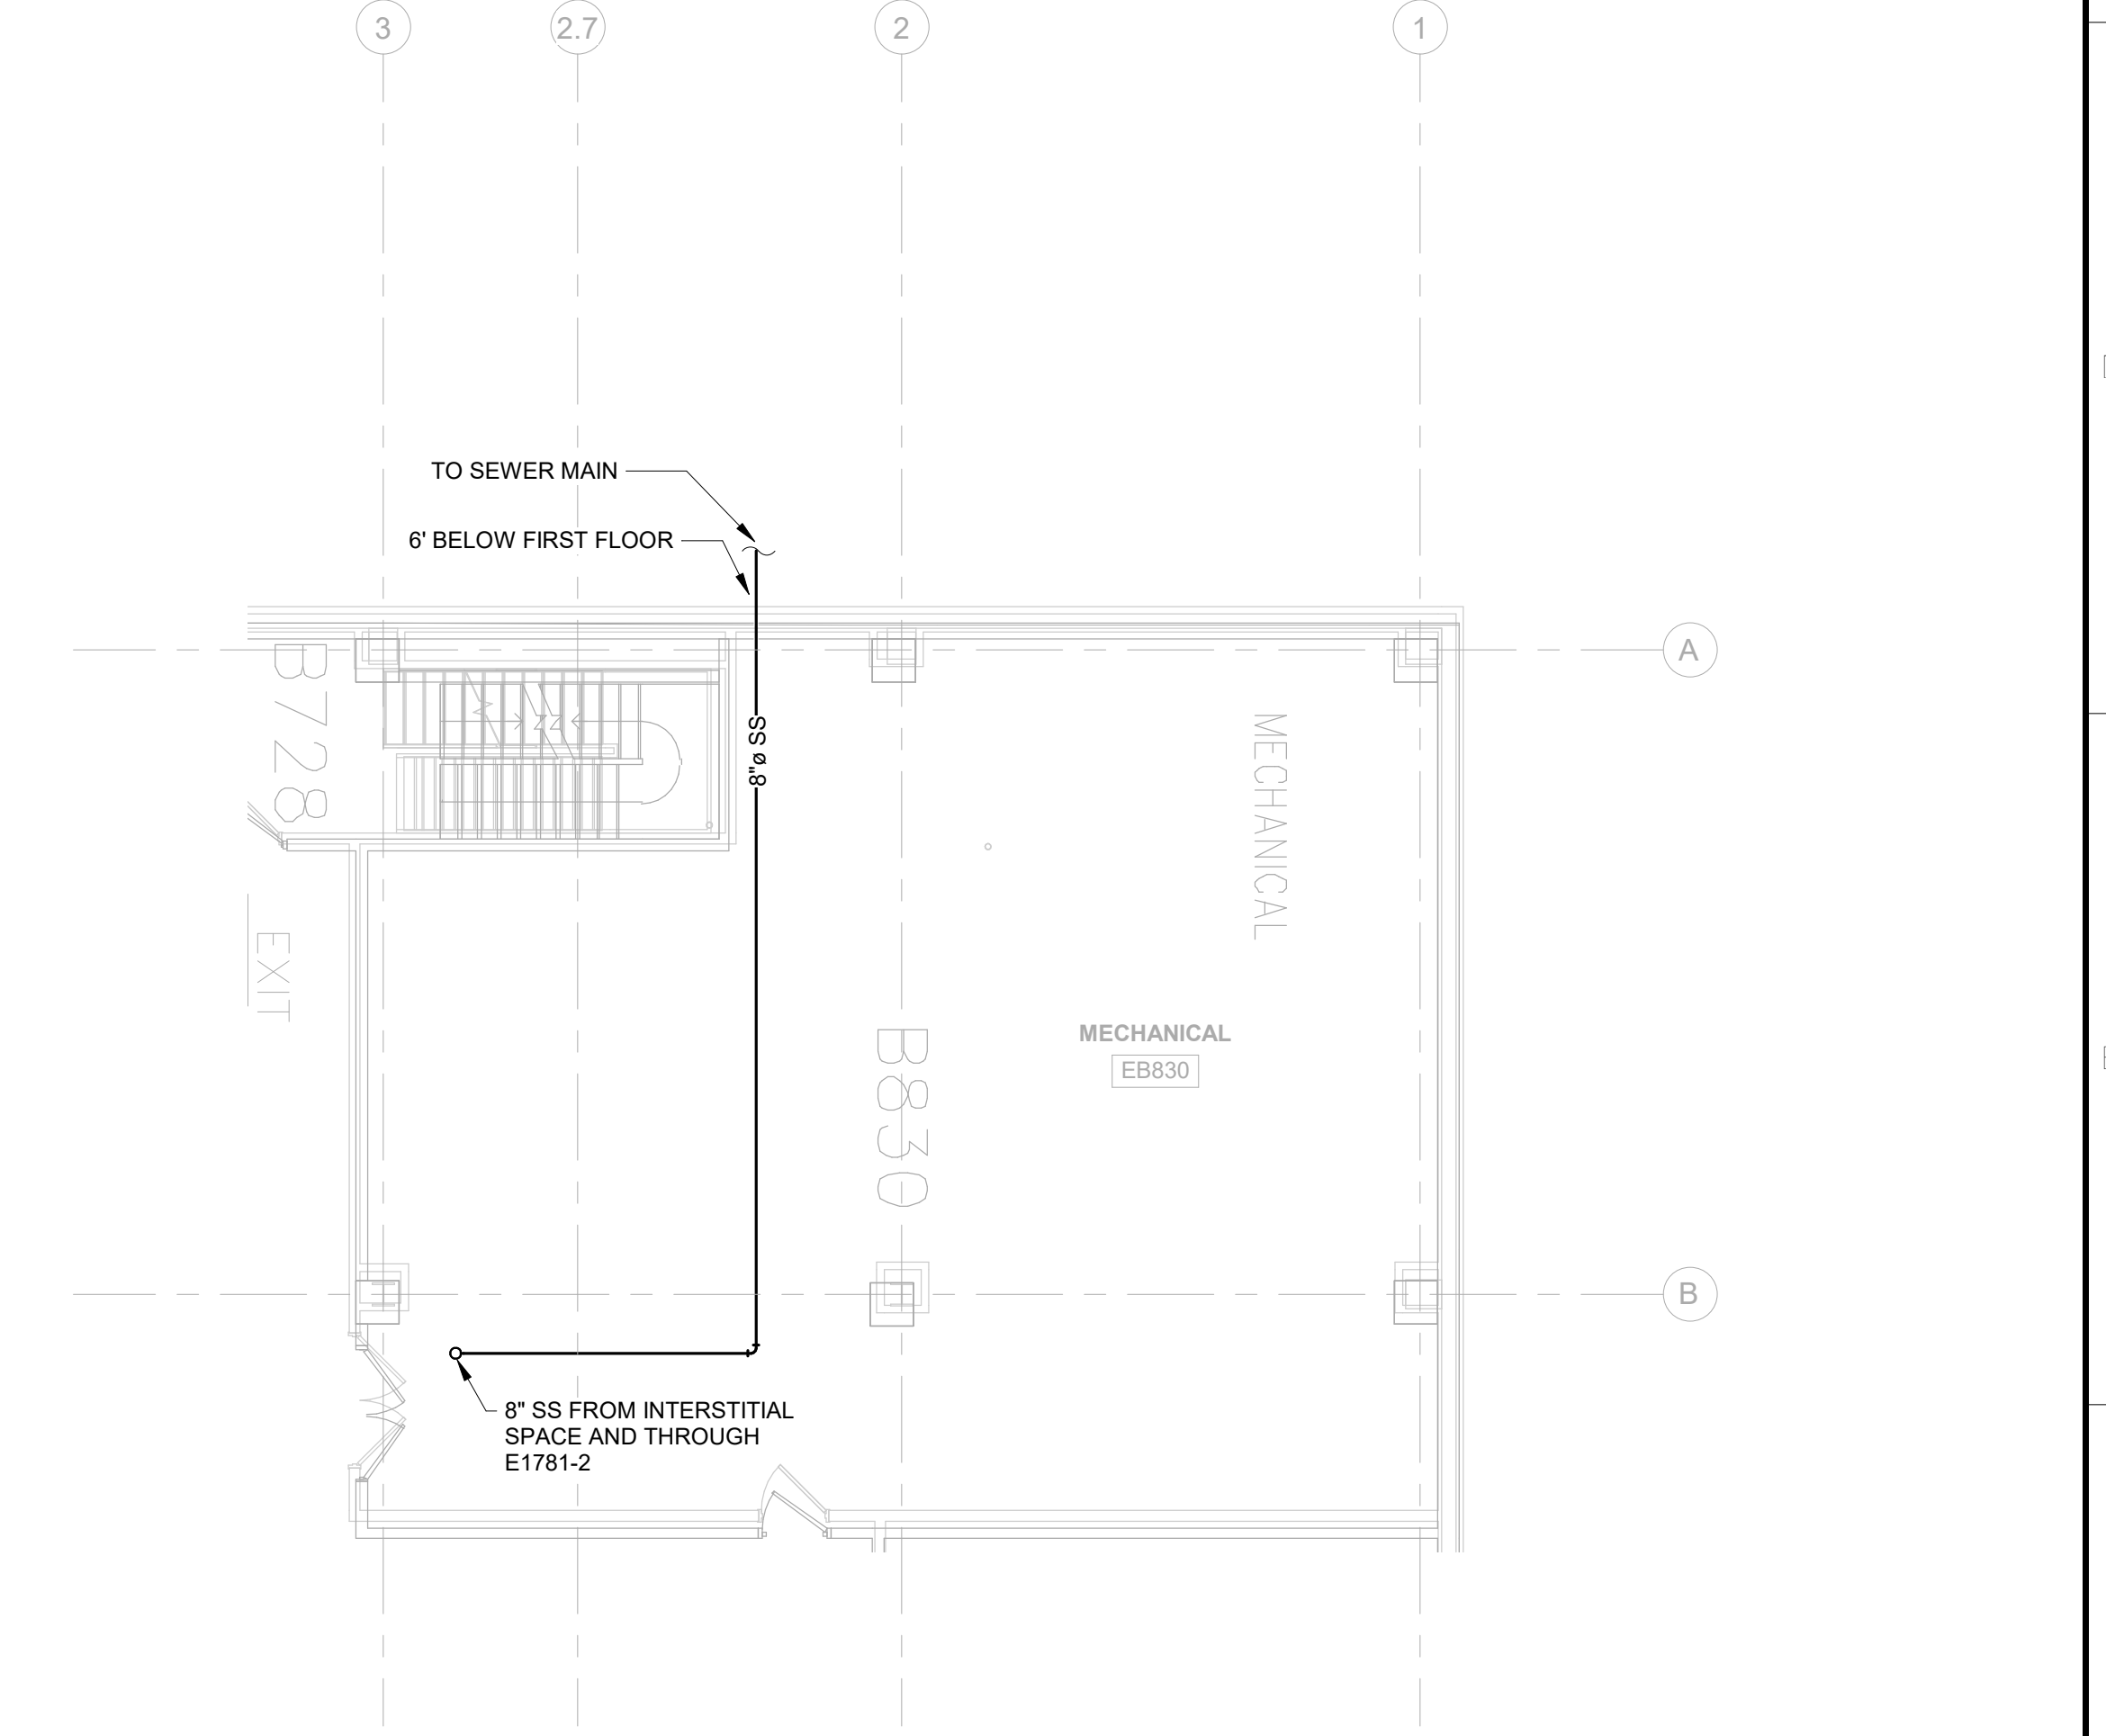 3
2.7
2
1
TO SEWER MAIN
6' BELOW FIRST FLOOR
A
B728
8"ø SS
MECHANICAL
EXIT
MECHANICAL
EB830
B830
B
8" SS FROM INTERSTITIAL
SPACE AND THROUGH
E1781-2